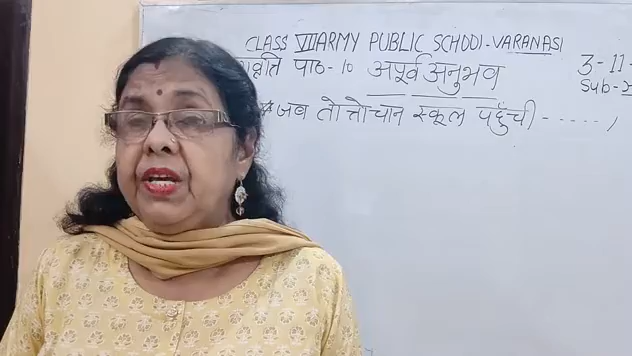 CLASS VII ARMY PUBLIC SCHOOL-VARANASI
पाठ- 10 अपूर्व अनुभव
3-11-
Sub-
* जब तोत्तोचान स्कूल पहुँची -----,